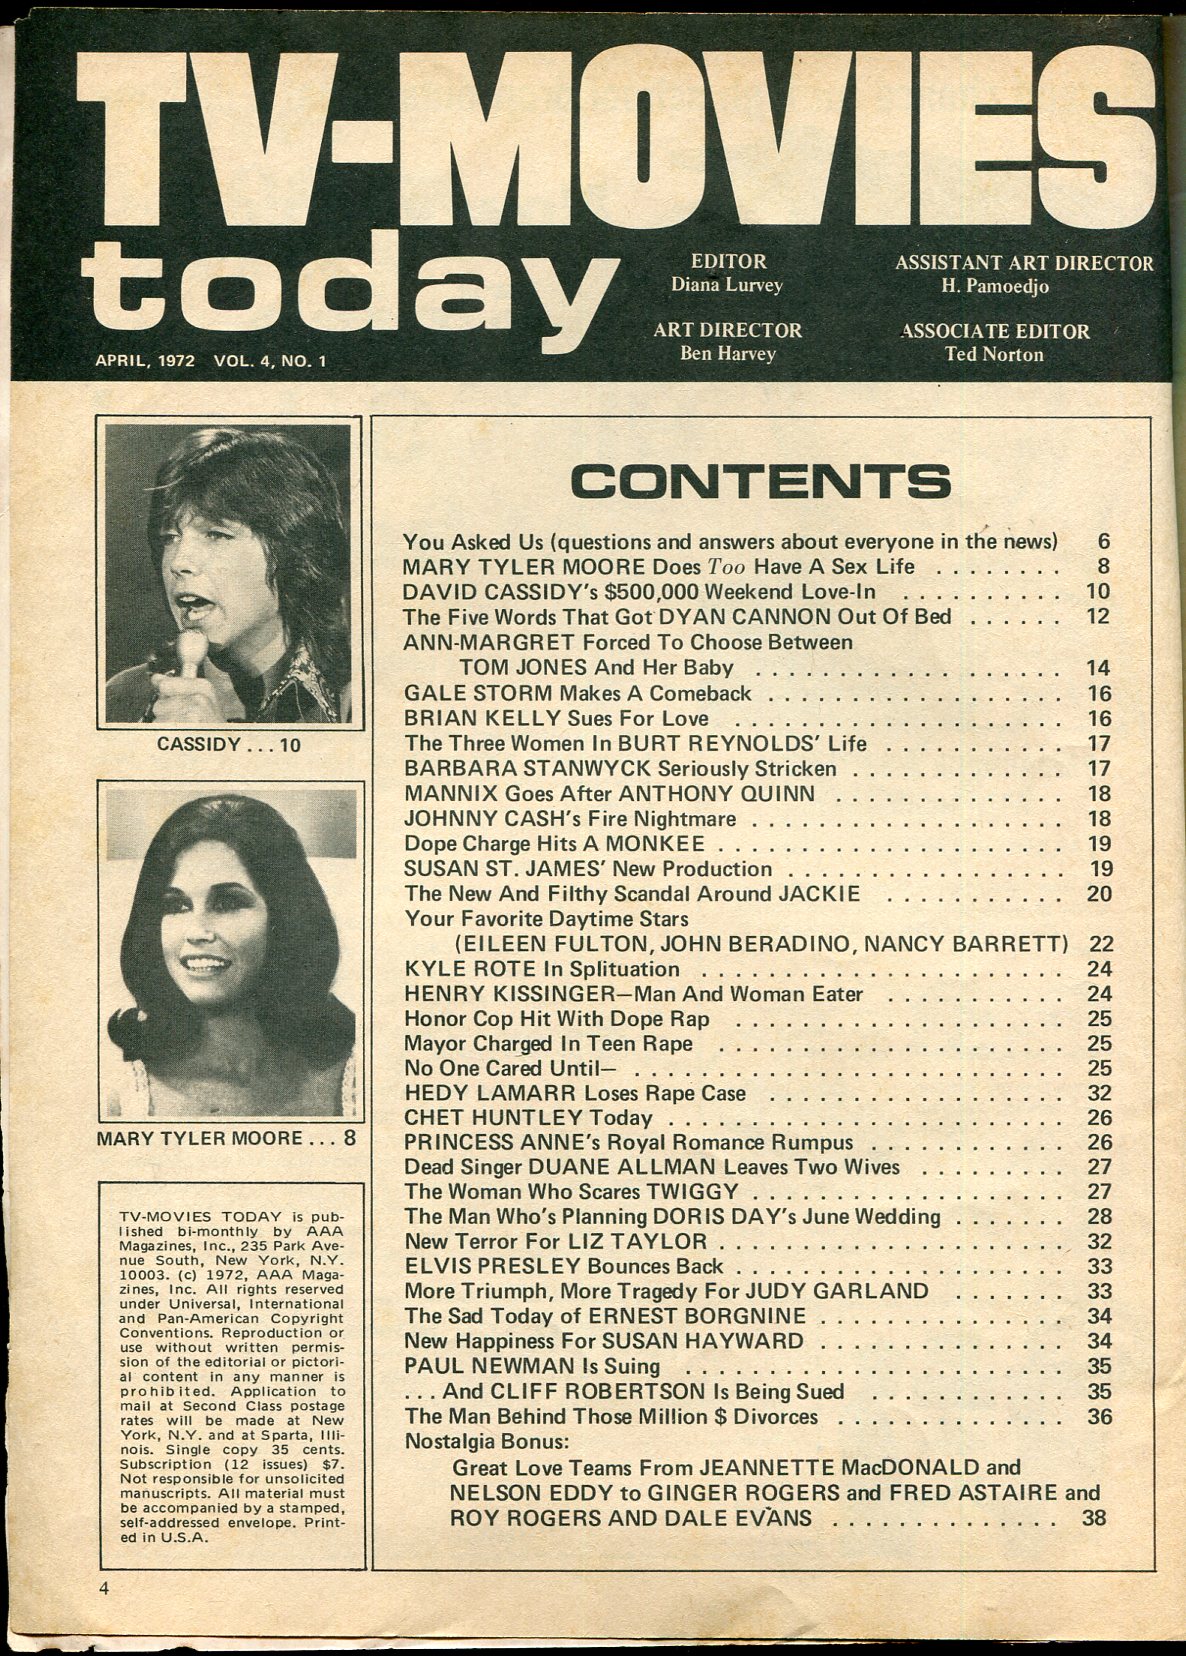 TV-MOVIES
today
EDITOR
Diana Lurvey
ASSISTANT ART DIRECTOR
H. Pamoedjo
ART DIRECTOR
Ben Harvey
ASSOCIATE EDITOR
Ted Norton
APRIL, 1972 VOL. 4, NO. 1
CASSIDY . . . 10
MARY TYLER MOORE . . . 8
TV-MOVIES TODAY is pub-
lished bi-monthly by AAA
Magazines, Inc., 235 Park Ave-
nue South, New York, N.Y.
10003. (c) 1972, AAA Maga-
zines, Inc. All rights reserved
under Universal, International
and Pan-American Copyright
Conventions. Reproduction or
use without written permis-
sion of the editorial or pictori-
al content in any manner is
prohibited. Application to
mail at Second Class postage
rates will be made at New
York, N.Y. and at Sparta, Illi-
nois. Single copy 35 cents.
Subscription (12 issues) $7.
Not responsible for unsolicited
manuscripts. All material must
be accompanied by a stamped,
self-addressed envelope. Print-
ed in U.S.A.
CONTENTS
You Asked Us (questions and answers about everyone in the news) 6
MARY TYLER MOORE Does Too Have A Sex Life . . . . . . . . 8
DAVID CASSIDY's $500,000 Weekend Love-In . . . . . . . . . . 10
The Five Words That Got DYAN CANNON Out Of Bed . . . . . . 12
ANN-MARGRET Forced To Choose Between
TOM JONES And Her Baby . . . . . . . . . . . . . . . . . . . 14
GALE STORM Makes A Comeback . . . . . . . . . . . . . . . . . . 16
BRIAN KELLY Sues For Love . . . . . . . . . . . . . . . . . . . . 16
The Three Women In BURT REYNOLDS' Life . . . . . . . . . . . 17
BARBARA STANWYCK Seriously Stricken . . . . . . . . . . . . . 17
MANNIX Goes After ANTHONY QUINN . . . . . . . . . . . . . . 18
JOHNNY CASH's Fire Nightmare . . . . . . . . . . . . . . . . . . . 18
Dope Charge Hits A MONKEE . . . . . . . . . . . . . . . . . . . . . 19
SUSAN ST. JAMES' New Production . . . . . . . . . . . . . . . . . 19
The New And Filthy Scandal Around JACKIE . . . . . . . . . . . 20
Your Favorite Daytime Stars
(EILEEN FULTON, JOHN BERADINO, NANCY BARRETT) 22
KYLE ROTE In Splituation . . . . . . . . . . . . . . . . . . . . . . 24
HENRY KISSINGER—Man And Woman Eater . . . . . . . . . . . 24
Honor Cop Hit With Dope Rap . . . . . . . . . . . . . . . . . . . . 25
Mayor Charged In Teen Rape . . . . . . . . . . . . . . . . . . . . . 25
No One Cared Until— . . . . . . . . . . . . . . . . . . . . . . . . . . 25
HEDY LAMARR Loses Rape Case . . . . . . . . . . . . . . . . . . 32
CHET HUNTLEY Today . . . . . . . . . . . . . . . . . . . . . . . . 26
PRINCESS ANNE's Royal Romance Rumpus . . . . . . . . . . . . 26
Dead Singer DUANE ALLMAN Leaves Two Wives . . . . . . . . . 27
The Woman Who Scares TWIGGY . . . . . . . . . . . . . . . . . . . 27
The Man Who's Planning DORIS DAY's June Wedding . . . . . . . 28
New Terror For LIZ TAYLOR . . . . . . . . . . . . . . . . . . . . . 32
ELVIS PRESLEY Bounces Back . . . . . . . . . . . . . . . . . . . . 33
More Triumph, More Tragedy For JUDY GARLAND . . . . . . . 33
The Sad Today of ERNEST BORGNINE . . . . . . . . . . . . . . . 34
New Happiness For SUSAN HAYWARD . . . . . . . . . . . . . . . 34
PAUL NEWMAN Is Suing . . . . . . . . . . . . . . . . . . . . . . . 35
. . . And CLIFF ROBERTSON Is Being Sued . . . . . . . . . . . . 35
The Man Behind Those Million $ Divorces . . . . . . . . . . . . . . 36
Nostalgia Bonus:
Great Love Teams From JEANNETTE MacDONALD and
NELSON EDDY to GINGER ROGERS and FRED ASTAIRE and
ROY ROGERS AND DALE EVANS . . . . . . . . . . . . . . 38
4